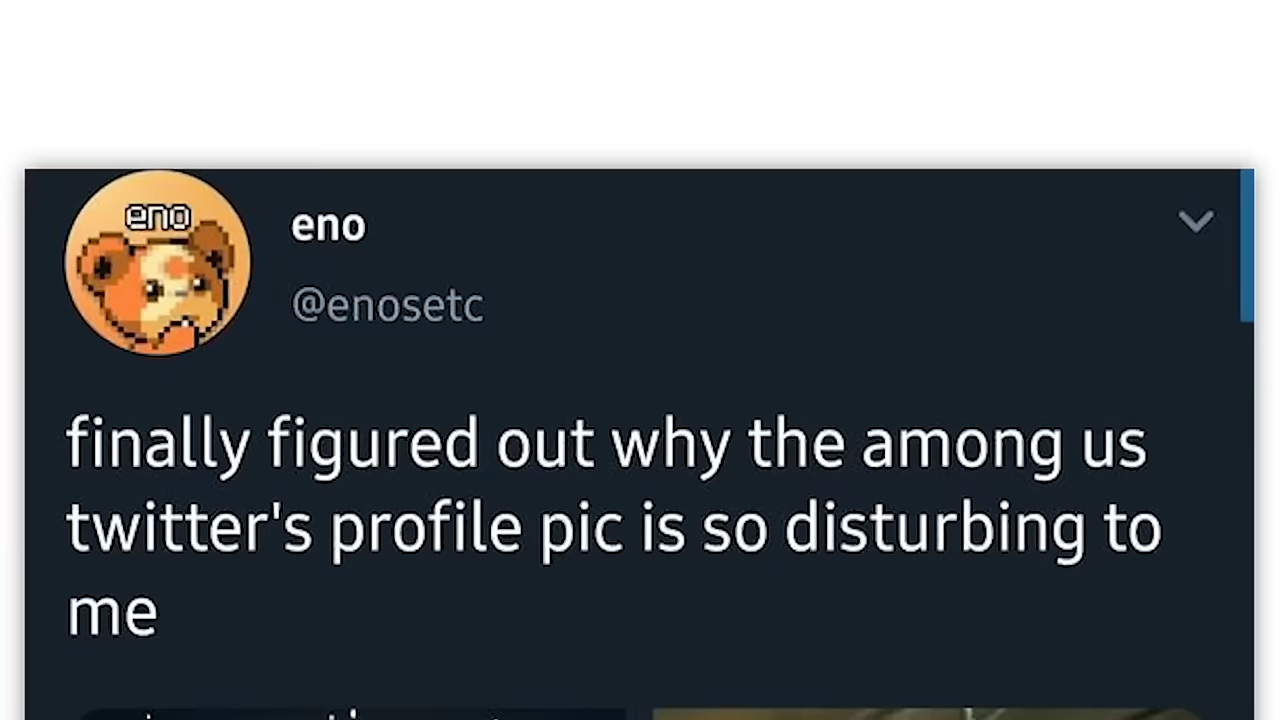 eno
eno
@enosetc
finally figured out why the among us
twitter's profile pic is so disturbing to
me